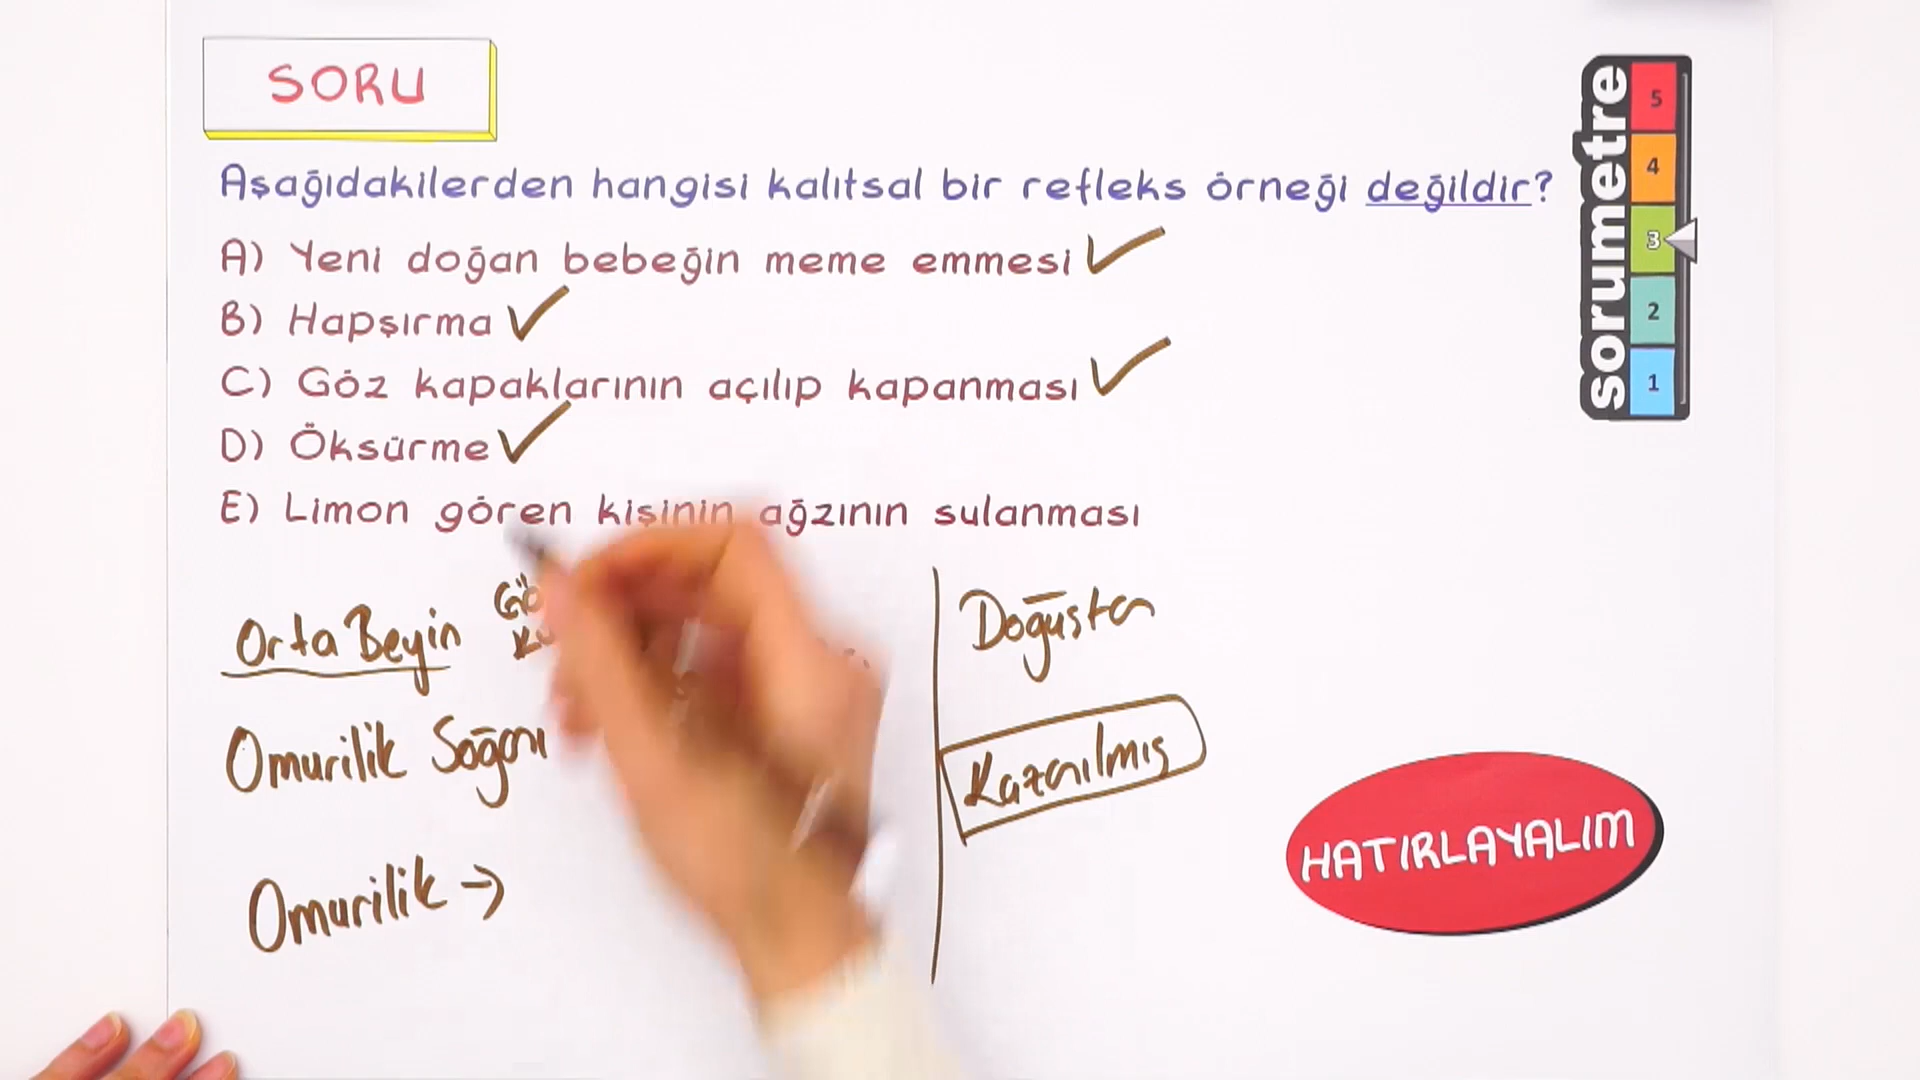 SORU
Aşağıdakilerden hangisi kalıtsal bir refleks örneği değildir?
A) Yeni doğan bebeğin meme emmesi
B) Hapşırma
C) Göz kapaklarının açılıp kapanması
D) Öksürme
E) Limon gören kişinin ağzının sulanması
Orta Beyin
Omurilik Soğanı
Omurilik →
Doğuştan
Kazanılmış
HATIRLAYALIM
sorumetre
5
4
3
2
1